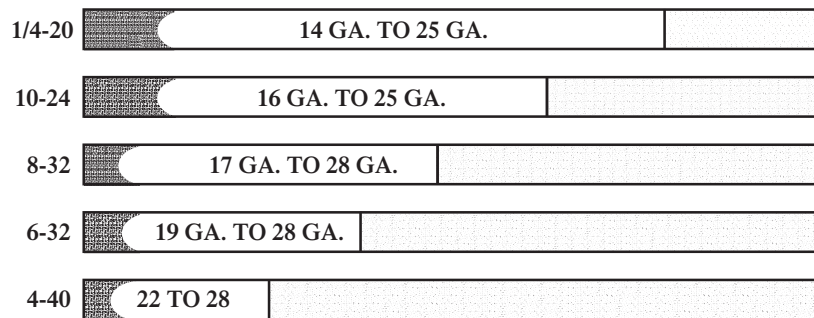 1/4-20 14 GA. TO 25 GA.
10-24 16 GA. TO 25 GA.
8-32 17 GA. TO 28 GA.
6-32 19 GA. TO 28 GA.
4-40 22 TO 28